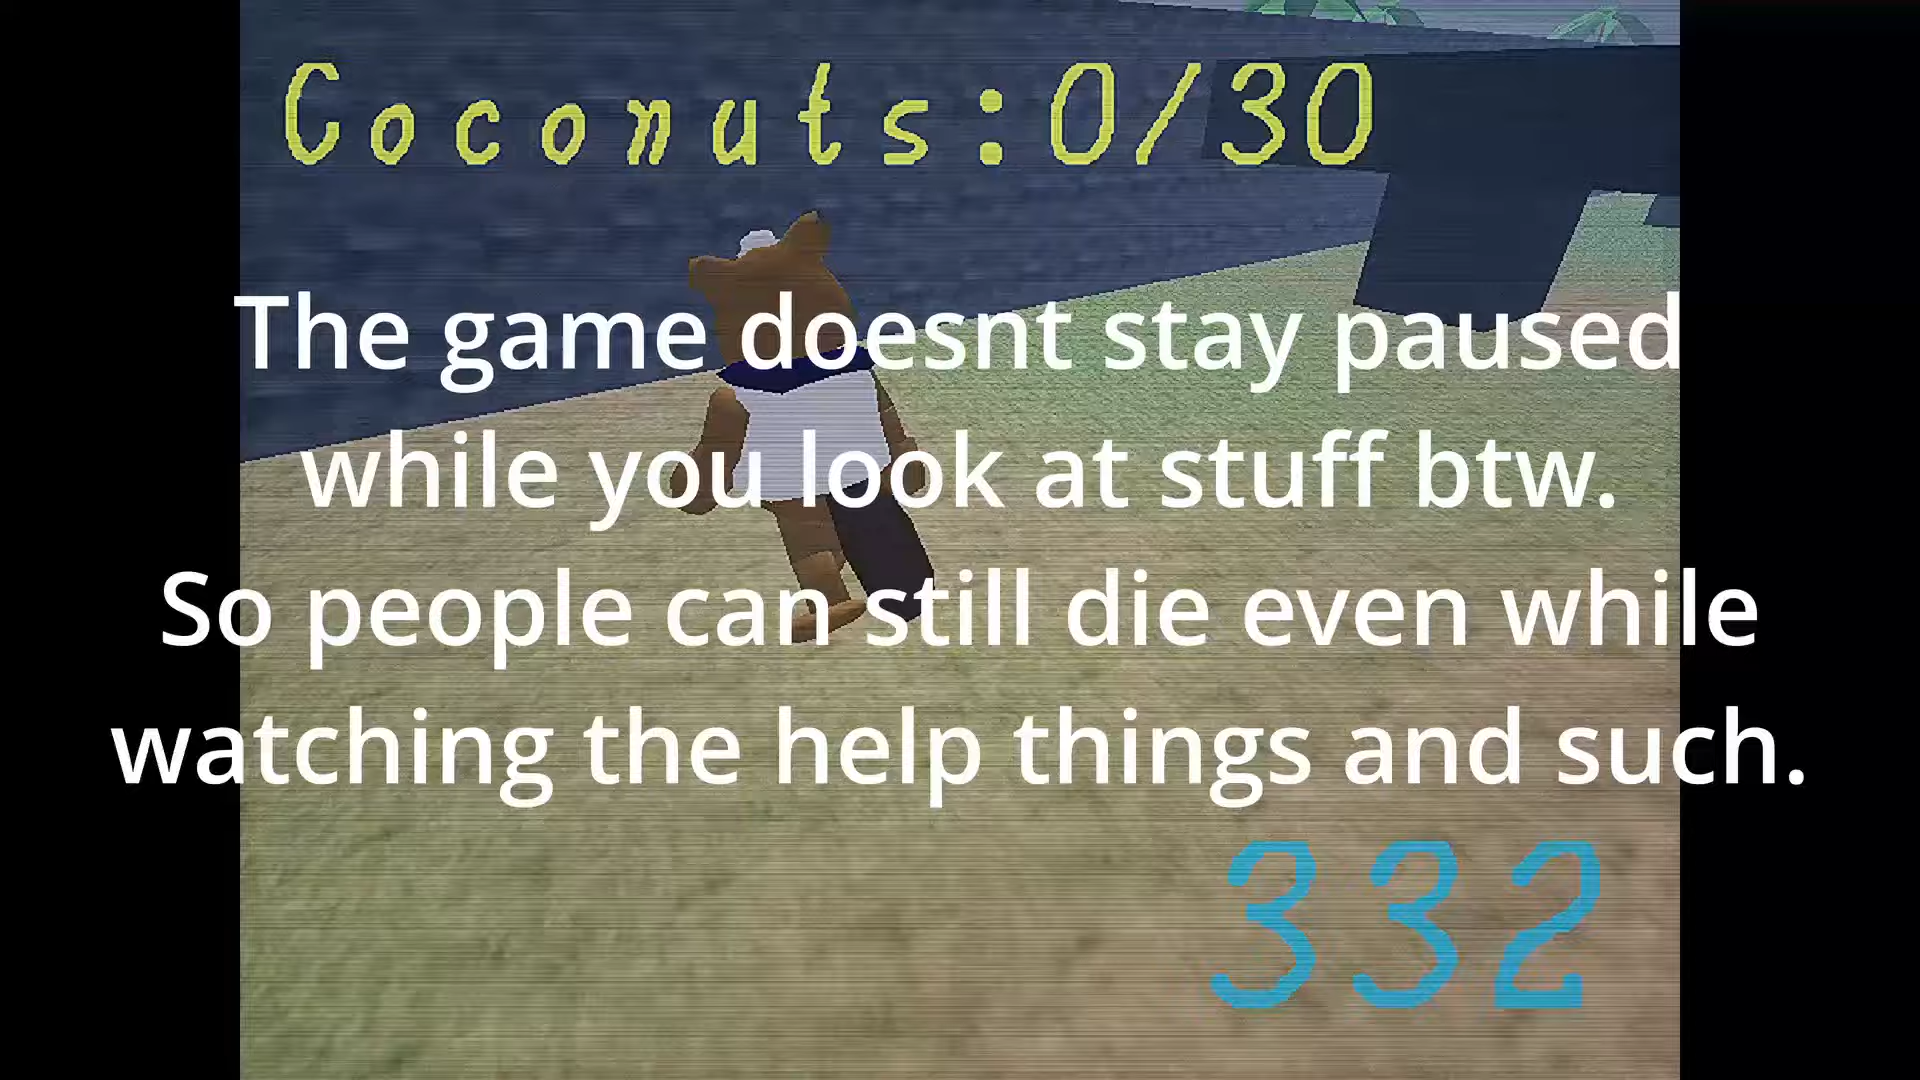 Coconuts:0/30
The game doesnt stay paused
while you look at stuff btw.
So people can still die even while
watching the help things and such.
332